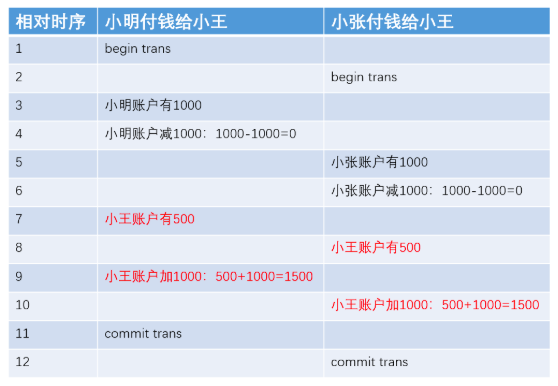 相对时序 小明付钱给小王 小张付钱给小王
1 begin trans
2 begin trans
3 小明账户有1000
4 小明账户减1000：1000-1000=0
5 小张账户有1000
6 小张账户减1000：1000-1000=0
7 小王账户有500
8 小王账户有500
9 小王账户加1000：500+1000=1500
10 小王账户加1000：500+1000=1500
11 commit trans
12 commit trans